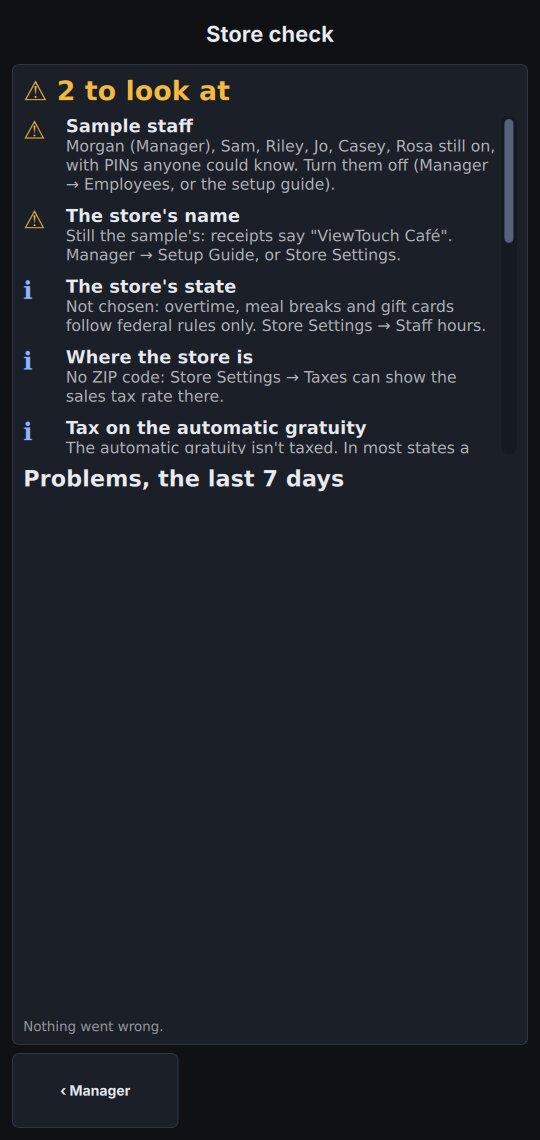 Store check
⚠ 2 to look at
⚠ Sample staff
Morgan (Manager), Sam, Riley, Jo, Casey, Rosa still on,
with PINs anyone could know. Turn them off (Manager
→ Employees, or the setup guide).
⚠ The store's name
Still the sample's: receipts say "ViewTouch Café".
Manager → Setup Guide, or Store Settings.
i The store's state
Not chosen: overtime, meal breaks and gift cards
follow federal rules only. Store Settings → Staff hours.
i Where the store is
No ZIP code: Store Settings → Taxes can show the
sales tax rate there.
i Tax on the automatic gratuity
The automatic gratuity isn't taxed. In most states a
Problems, the last 7 days
Nothing went wrong.
‹ Manager